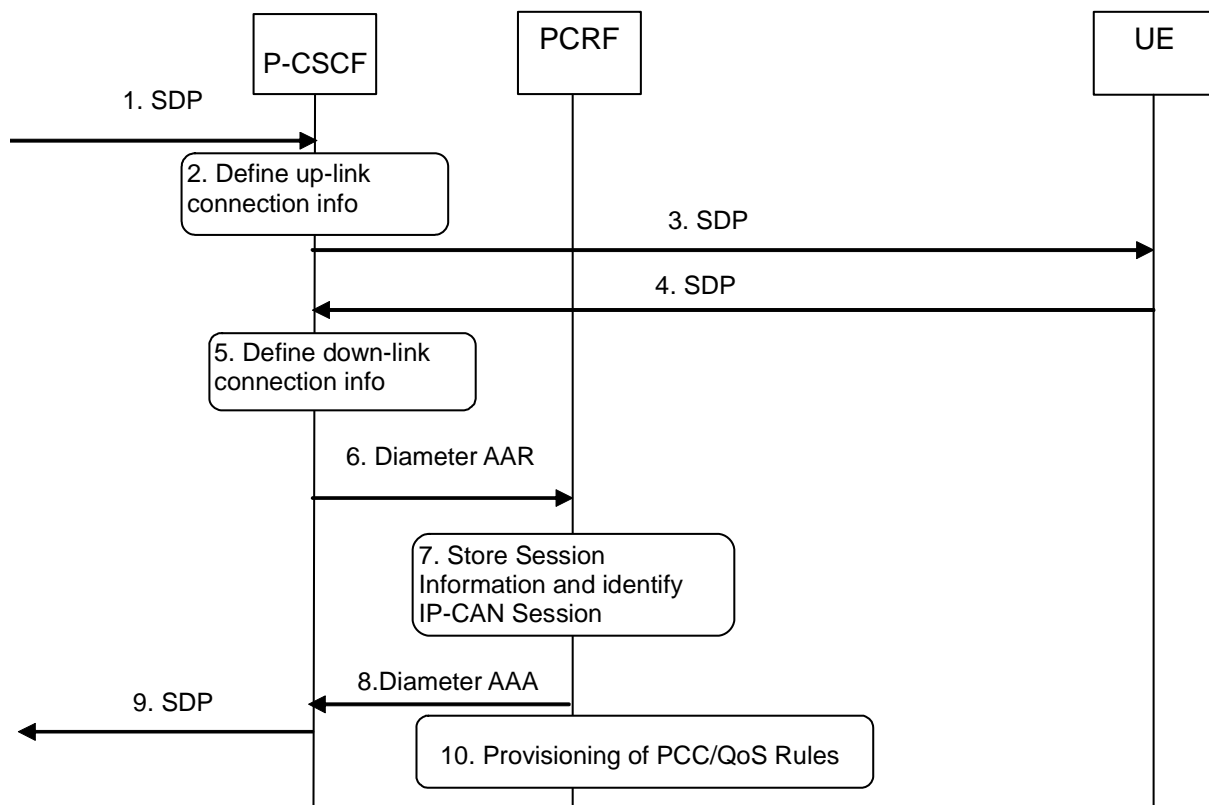 P-CSCF
PCRF
UE
1. SDP
2. Define up-link
connection info
3. SDP
4. SDP
5. Define down-link
connection info
6. Diameter AAR
7. Store Session
Information and identify
IP-CAN Session
8.Diameter AAA
9. SDP
10. Provisioning of PCC/QoS Rules